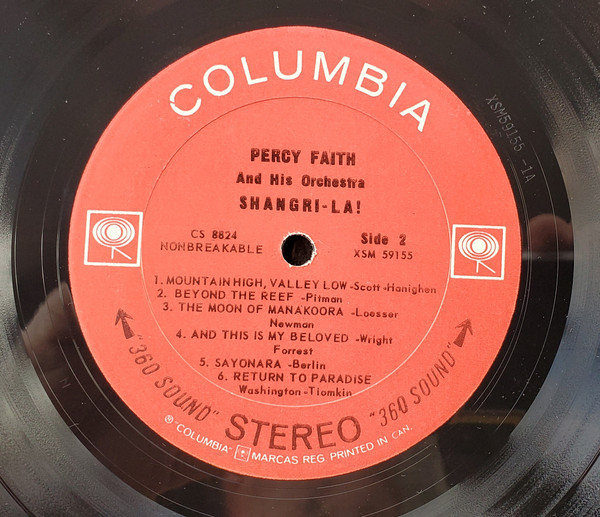 COLUMBIA
PERCY FAITH
And His Orchestra
SHANGRI-LA!
CS 8824
NONBREAKABLE
Side 2
XSM 59155
1. MOUNTAIN HIGH, VALLEY LOW -Scott -Hanighen
2. BEYOND THE REEF -Pitman
3. THE MOON OF MANAKOORA -Loesser
Newman
4. AND THIS IS MY BELOVED -Wright
Forrest
5. SAYONARA -Berlin
6. RETURN TO PARADISE
Washington -Tiomkin
"360 SOUND" STEREO "360 SOUND"
® "COLUMBIA" MARCAS REG. PRINTED IN CAN.
XSM59155 -1A